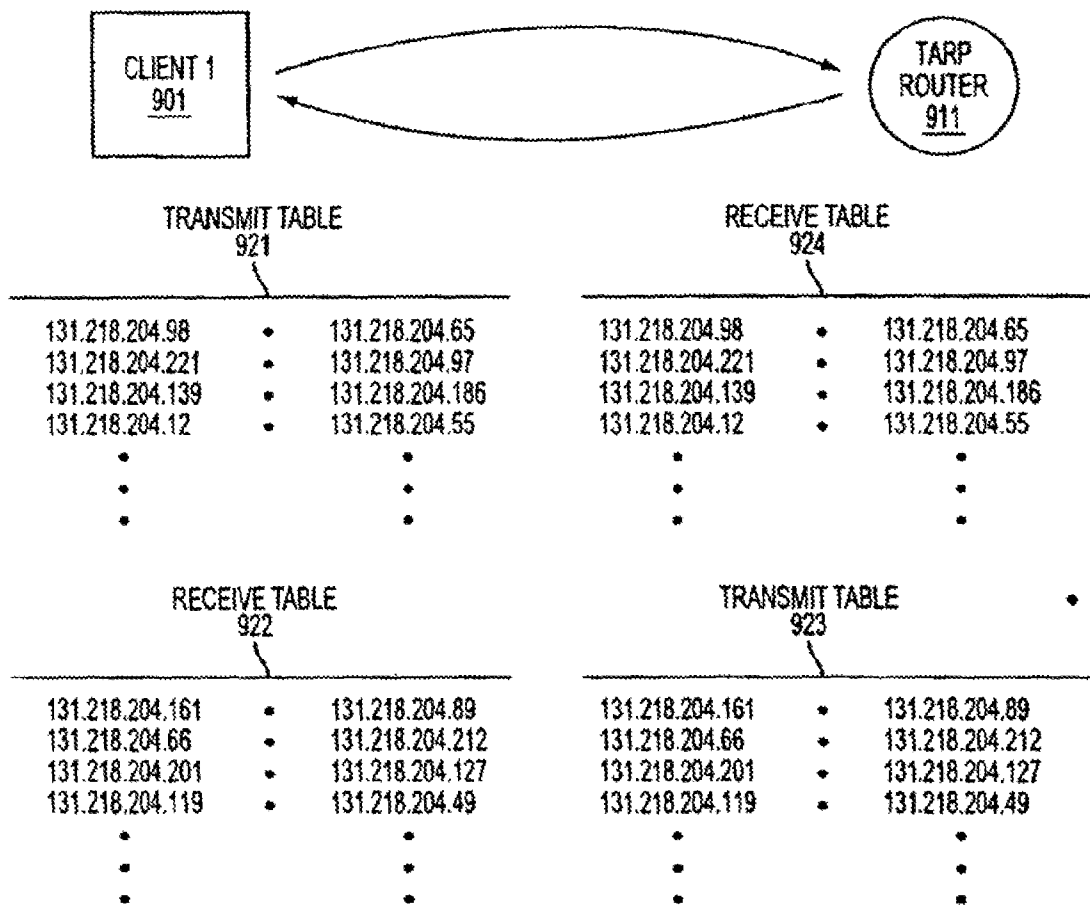 CLIENT 1
901
TARP
ROUTER
911
TRANSMIT TABLE
921
131.218.204.98 • 131.218.204.65
131.218.204.221 • 131.218.204.97
131.218.204.139 • 131.218.204.186
131.218.204.12 • 131.218.204.55
RECEIVE TABLE
924
131.218.204.98 • 131.218.204.65
131.218.204.221 • 131.218.204.97
131.218.204.139 • 131.218.204.186
131.218.204.12 • 131.218.204.55
RECEIVE TABLE
922
131.218.204.161 • 131.218.204.89
131.218.204.66 • 131.218.204.212
131.218.204.201 • 131.218.204.127
131.218.204.119 • 131.218.204.49
TRANSMIT TABLE
923
131.218.204.161 • 131.218.204.89
131.218.204.66 • 131.218.204.212
131.218.204.201 • 131.218.204.127
131.218.204.119 • 131.218.204.49